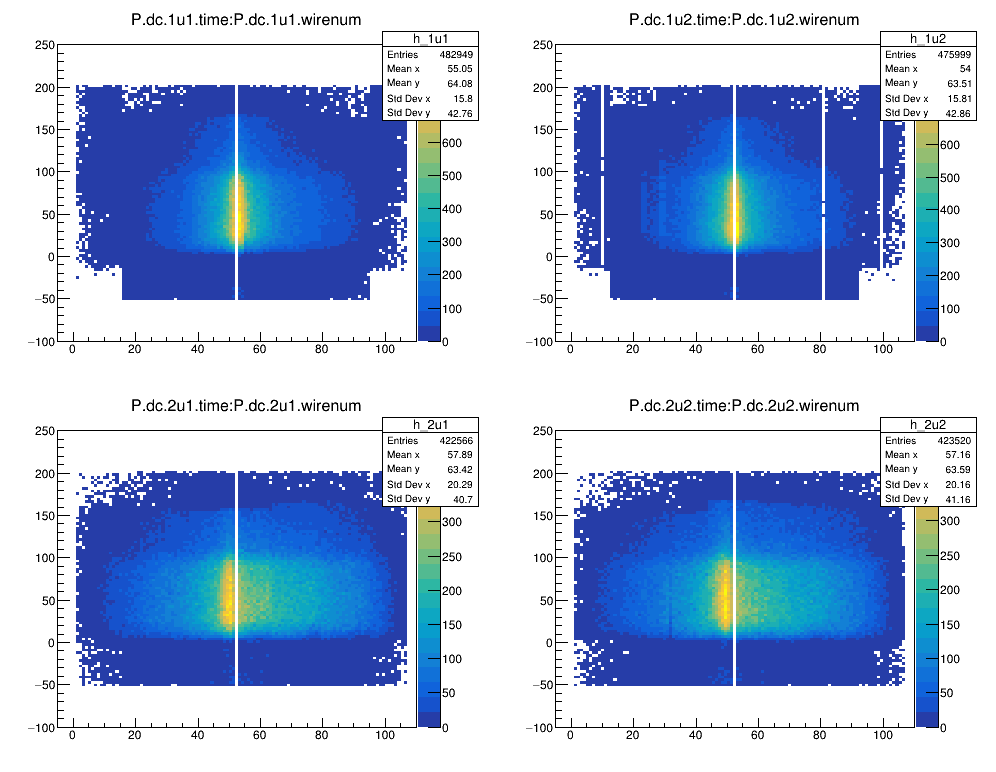 P.dc.1u1.time:P.dc.1u1.wirenum
h_1u1
Entries 482949
Mean x 55.05
Mean y 64.08
Std Dev x 15.8
Std Dev y 42.76
250
200
150
100
50
0
−50
−100
0 20 40 60 80 100
600
500
400
300
200
100
0
P.dc.1u2.time:P.dc.1u2.wirenum
h_1u2
Entries 475999
Mean x 54
Mean y 63.51
Std Dev x 15.81
Std Dev y 42.86
250
200
150
100
50
0
−50
−100
0 20 40 60 80 100
600
500
400
300
200
100
0
P.dc.2u1.time:P.dc.2u1.wirenum
h_2u1
Entries 422566
Mean x 57.89
Mean y 63.42
Std Dev x 20.29
Std Dev y 40.7
250
200
150
100
50
0
−50
−100
0 20 40 60 80 100
300
250
200
150
100
50
0
P.dc.2u2.time:P.dc.2u2.wirenum
h_2u2
Entries 423520
Mean x 57.16
Mean y 63.59
Std Dev x 20.16
Std Dev y 41.16
250
200
150
100
50
0
−50
−100
0 20 40 60 80 100
300
250
200
150
100
50
0